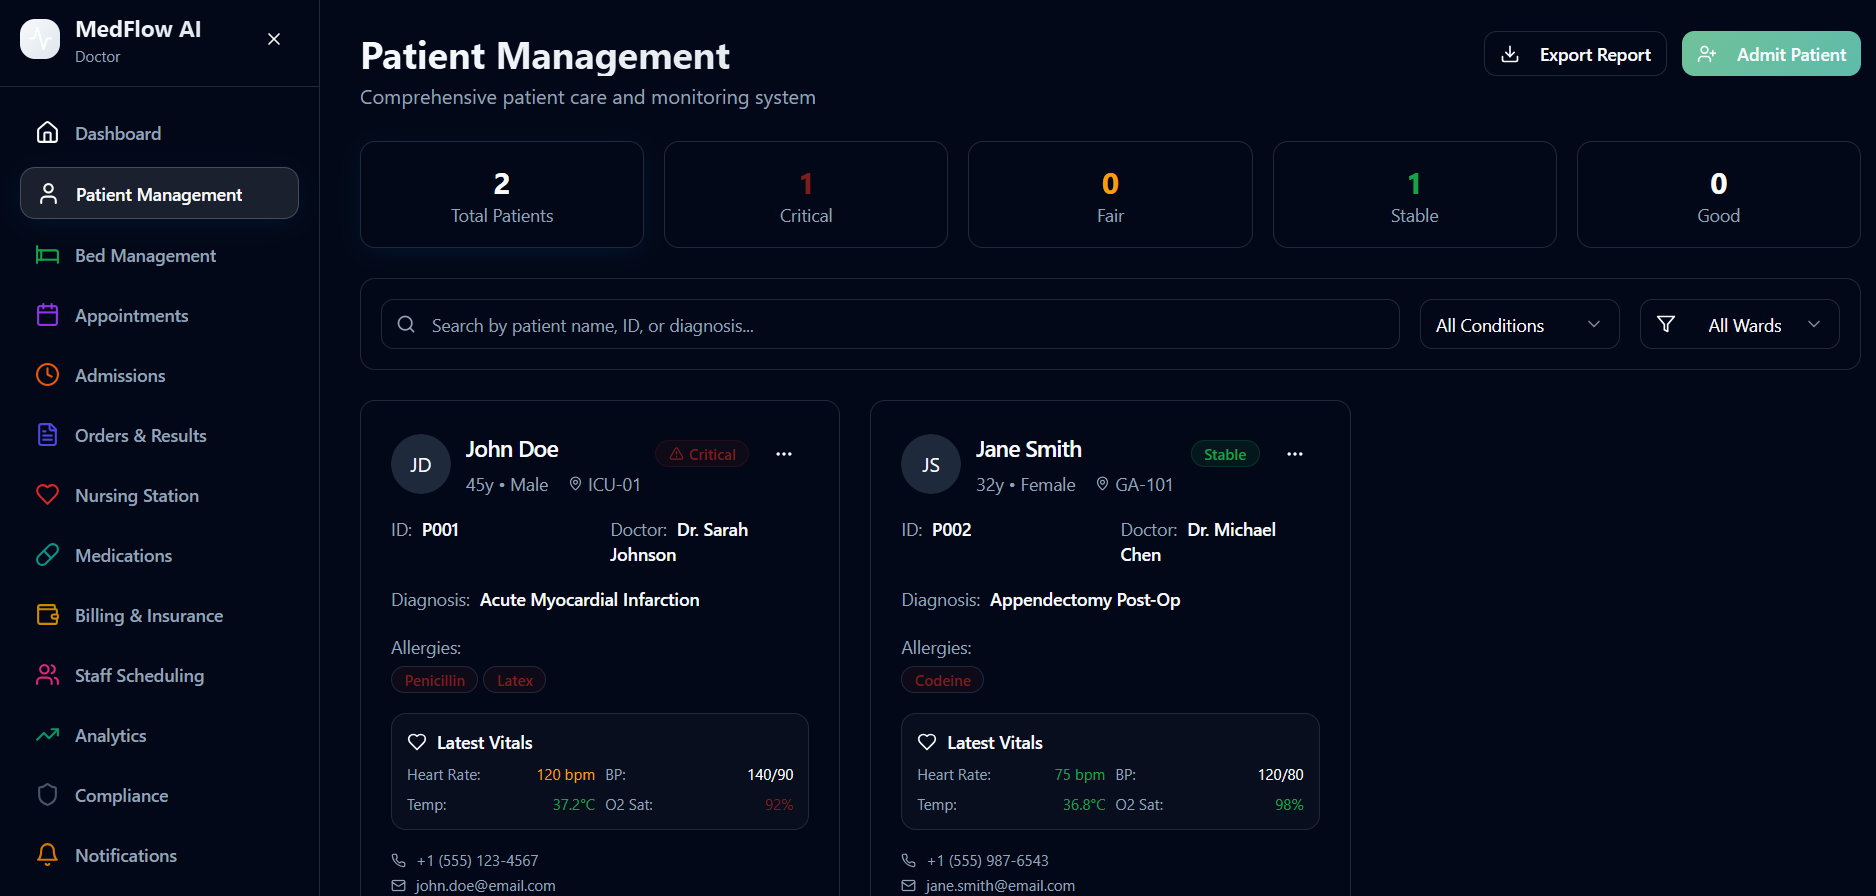 MedFlow AI
Doctor
Dashboard
Patient Management
Bed Management
Appointments
Admissions
Orders & Results
Nursing Station
Medications
Billing & Insurance
Staff Scheduling
Analytics
Compliance
Notifications
Patient Management
Comprehensive patient care and monitoring system
Export Report
Admit Patient
2
Total Patients
1
Critical
0
Fair
1
Stable
0
Good
Search by patient name, ID, or diagnosis...
All Conditions
All Wards
JD
John Doe
Critical
45y • Male ICU-01
ID: P001
Doctor: Dr. Sarah
Johnson
Diagnosis: Acute Myocardial Infarction
Allergies:
Penicillin Latex
Latest Vitals
Heart Rate: 120 bpm BP: 140/90
Temp: 37.2°C O2 Sat: 92%
+1 (555) 123-4567
john.doe@email.com
JS
Jane Smith
Stable
32y • Female GA-101
ID: P002
Doctor: Dr. Michael
Chen
Diagnosis: Appendectomy Post-Op
Allergies:
Codeine
Latest Vitals
Heart Rate: 75 bpm BP: 120/80
Temp: 36.8°C O2 Sat: 98%
+1 (555) 987-6543
jane.smith@email.com